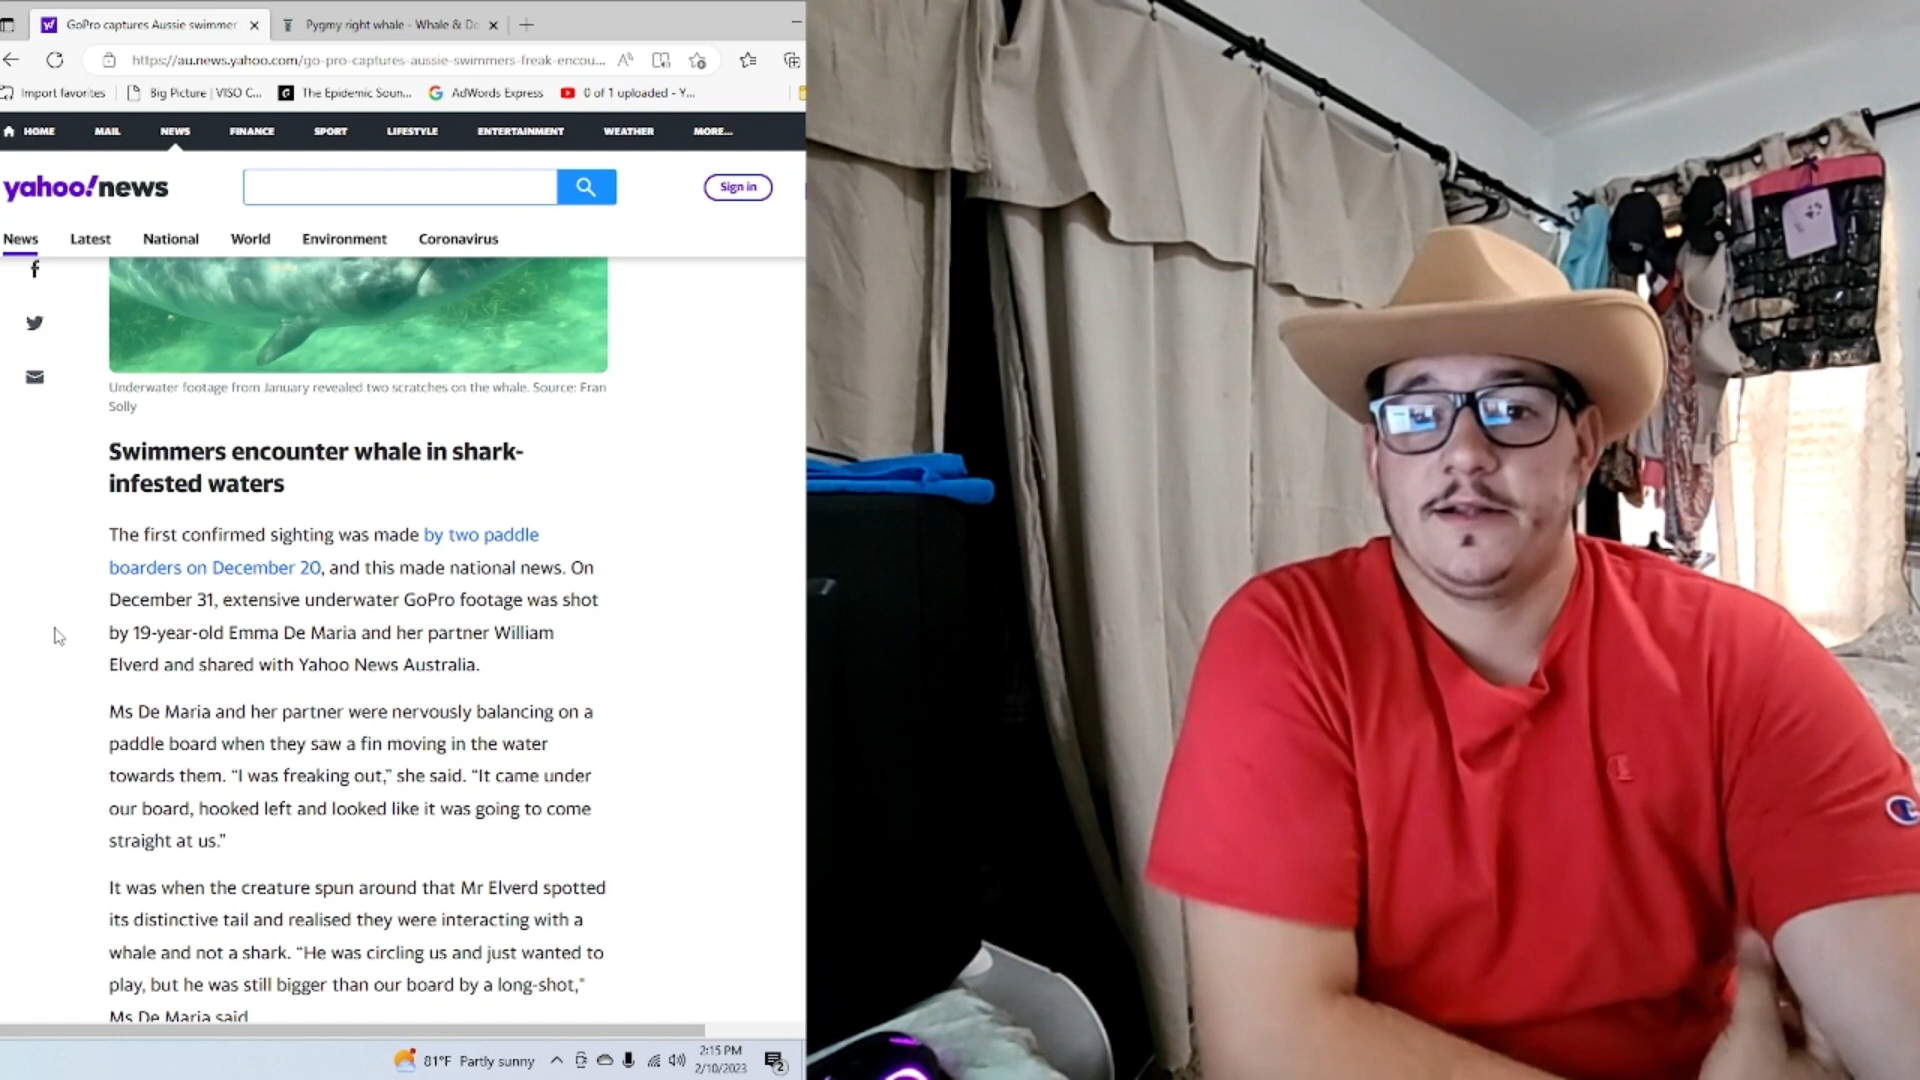 GoPro captures Aussie swimmer
Pygmy right whale - Whale & Do
https://au.news.yahoo.com/go-pro-captures-aussie-swimmers-freak-encou...
Import favorites
Big Picture | VISO C...
The Epidemic Soun...
AdWords Express
0 of 1 uploaded - Y...
HOME MAIL NEWS FINANCE SPORT LIFESTYLE ENTERTAINMENT WEATHER MORE...
yahoo!news
Sign in
News Latest National World Environment Coronavirus
Underwater footage from January revealed two scratches on the whale. Source: Fran
Solly
Swimmers encounter whale in shark-
infested waters
The first confirmed sighting was made by two paddle
boarders on December 20, and this made national news. On
December 31, extensive underwater GoPro footage was shot
by 19-year-old Emma De Maria and her partner William
Elverd and shared with Yahoo News Australia.
Ms De Maria and her partner were nervously balancing on a
paddle board when they saw a fin moving in the water
towards them. “I was freaking out,” she said. “It came under
our board, hooked left and looked like it was going to come
straight at us.”
It was when the creature spun around that Mr Elverd spotted
its distinctive tail and realised they were interacting with a
whale and not a shark. “He was circling us and just wanted to
play, but he was still bigger than our board by a long-shot,”
Ms De Maria said
81°F Partly sunny
2:15 PM
2/10/2023
2